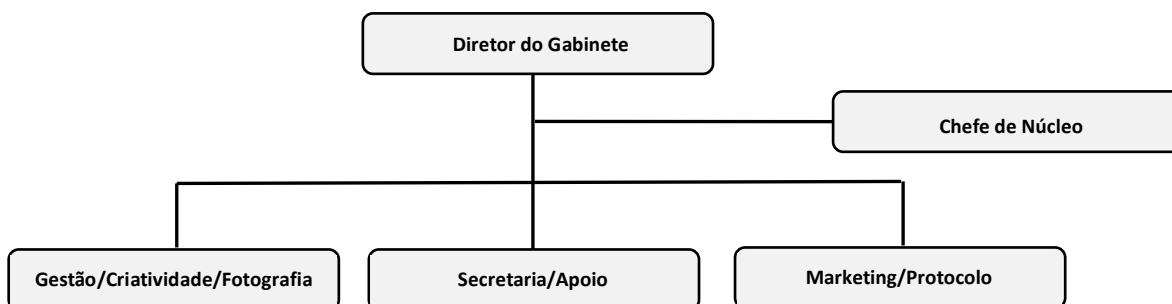 Diretor do Gabinete
Chefe de Núcleo
Gestão/Criatividade/Fotografia
Secretaria/Apoio
Marketing/Protocolo